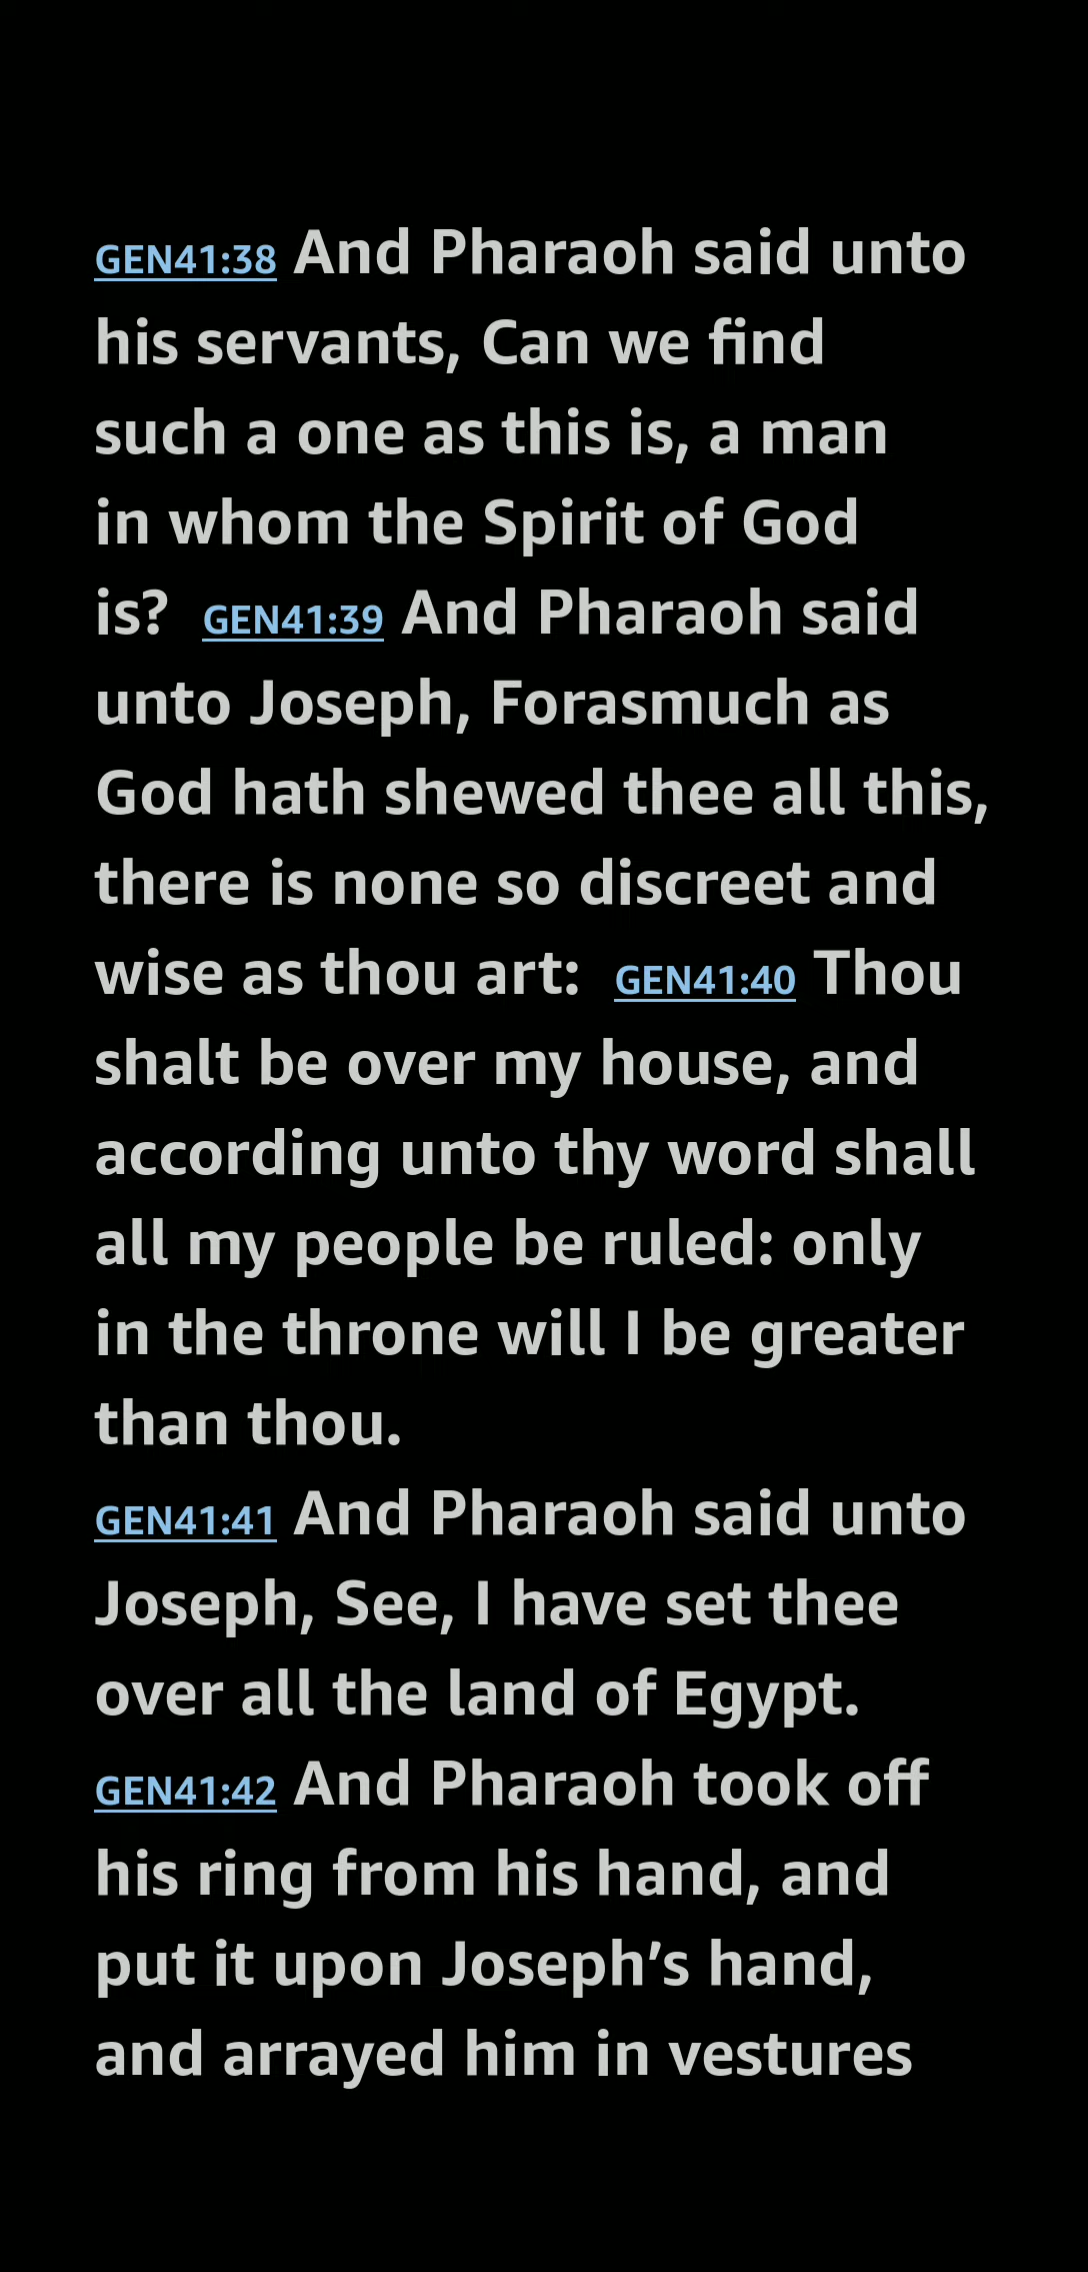 GEN41:38 And Pharaoh said unto
his servants, Can we find
such a one as this is, a man
in whom the Spirit of God
is? GEN41:39 And Pharaoh said
unto Joseph, Forasmuch as
God hath shewed thee all this,
there is none so discreet and
wise as thou art: GEN41:40 Thou
shalt be over my house, and
according unto thy word shall
all my people be ruled: only
in the throne will I be greater
than thou.
GEN41:41 And Pharaoh said unto
Joseph, See, I have set thee
over all the land of Egypt.
GEN41:42 And Pharaoh took off
his ring from his hand, and
put it upon Joseph’s hand,
and arrayed him in vestures